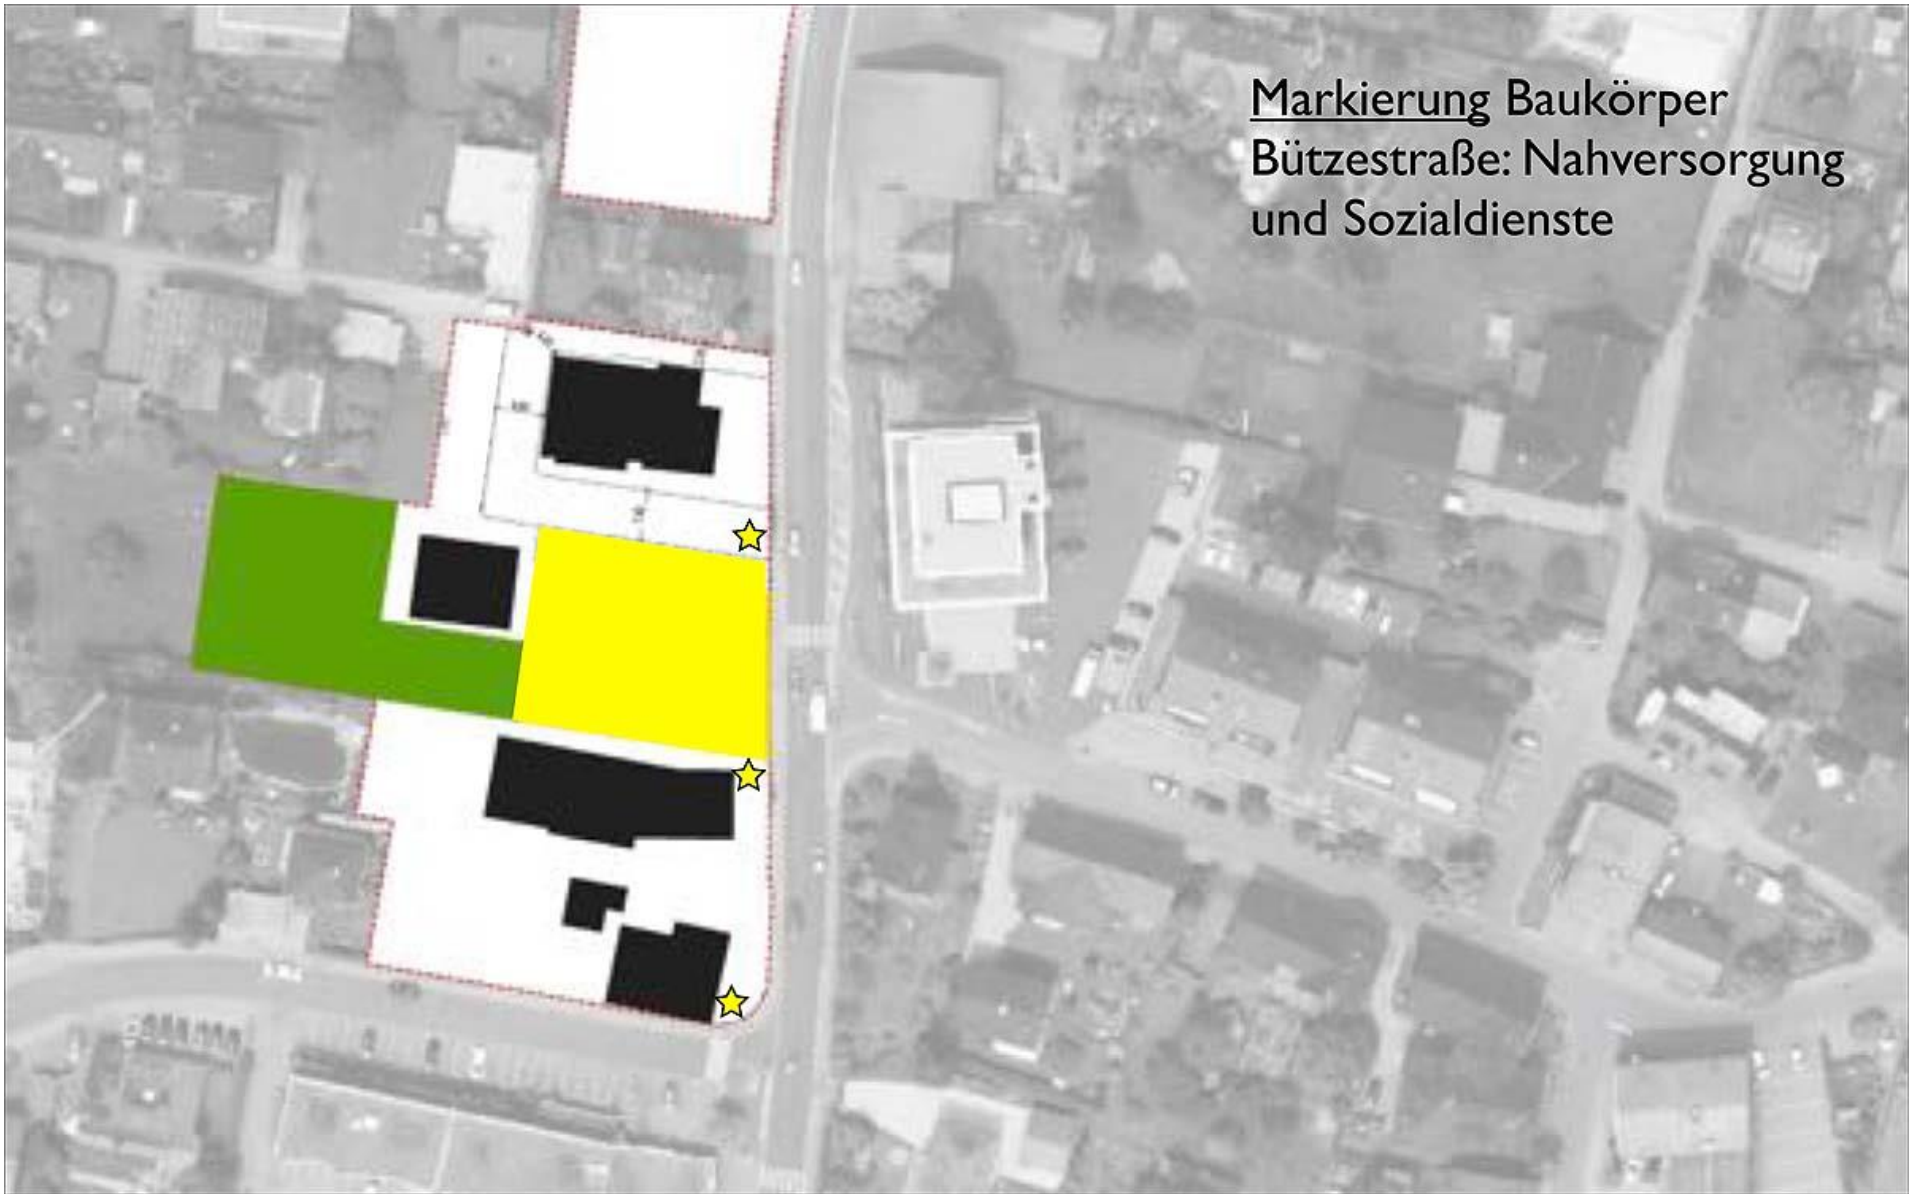 Markierung Baukörper
Bützestraße: Nahversorgung
und Sozialdienste